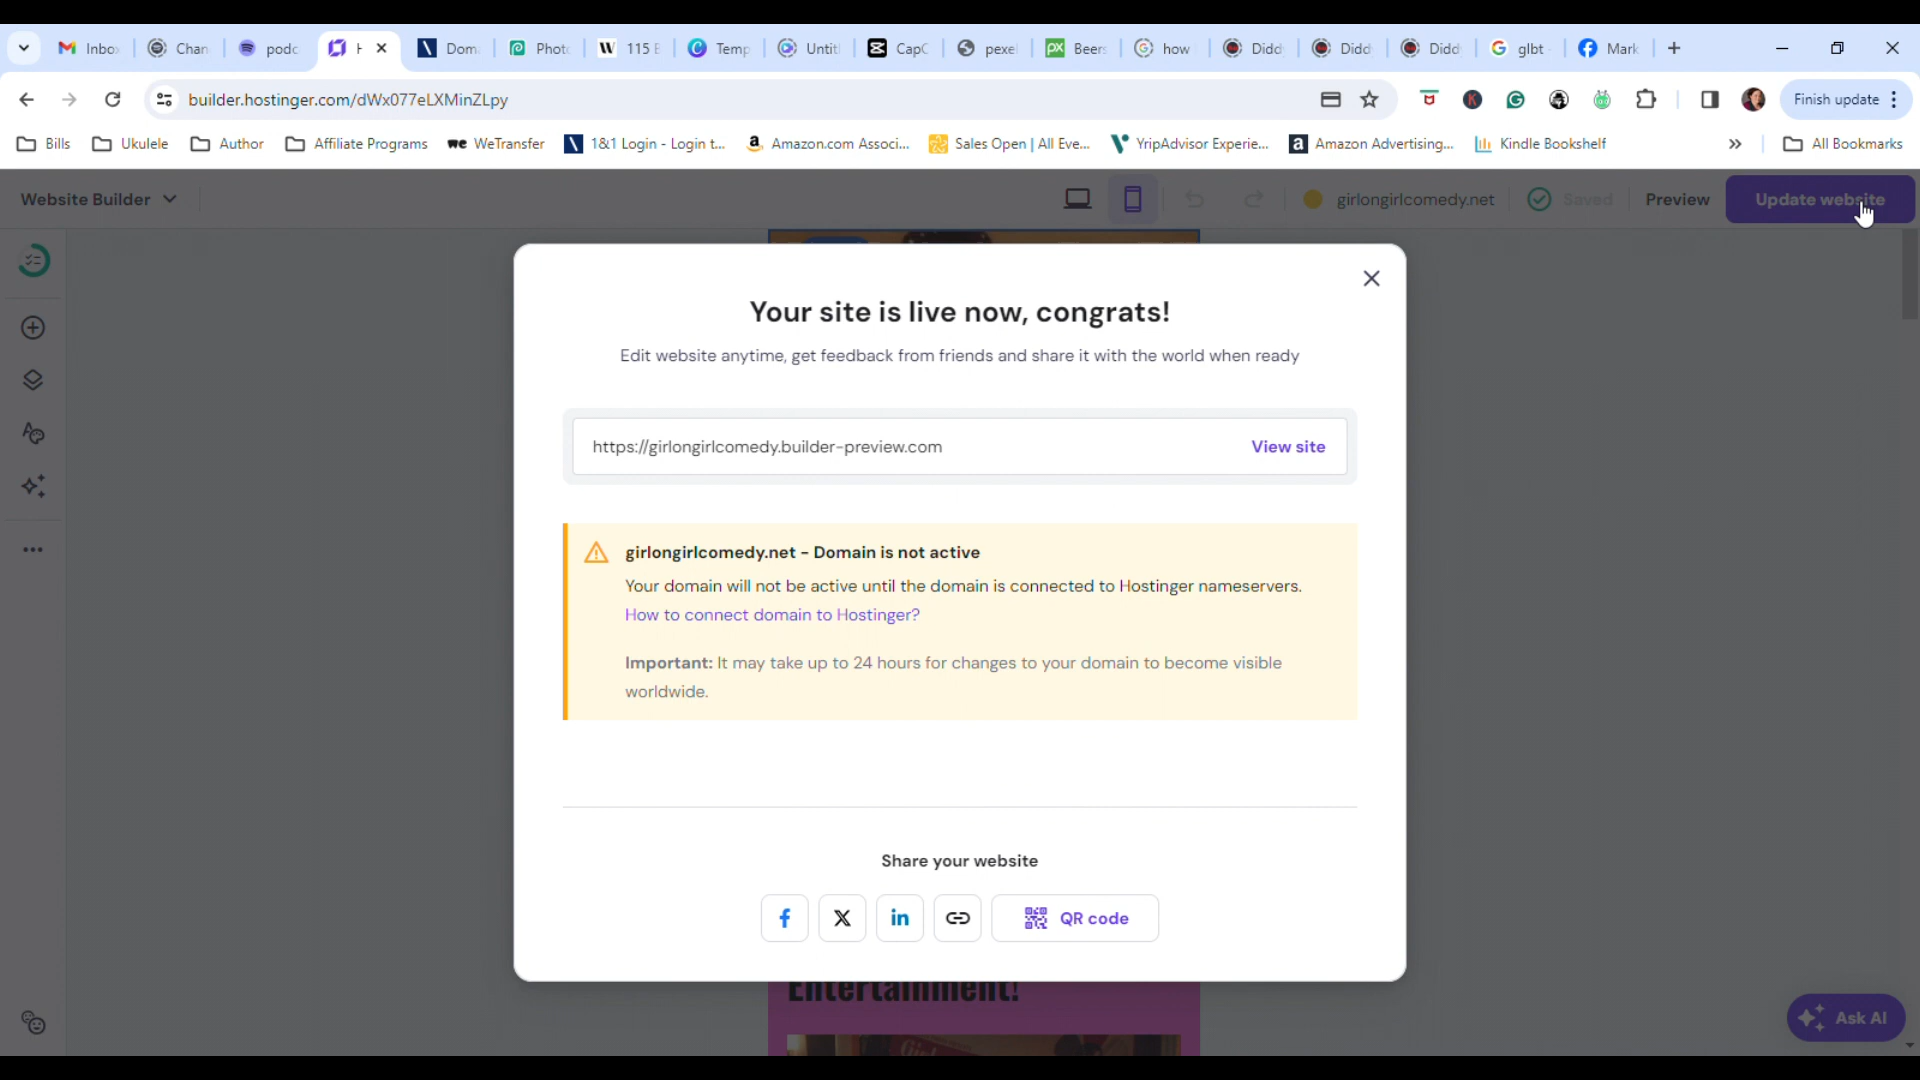 Inbo Chan podc H Dom Phot 115 E Temp Untit CapC pexe Beers how Didd Didd Didd glbt Mark
builder.hostinger.com/dWx077eLXMinZLpy Finish update
Bills Ukulele Author Affiliate Programs WeTransfer 1&1 Login - Login t... Amazon.com Associ... Sales Open | All Eve... YripAdvisor Experie... Amazon Advertising... Kindle Bookshelf All Bookmarks
Website Builder girlongirlcomedy.net Saved Preview Update website
Your site is live now, congrats!
Edit website anytime, get feedback from friends and share it with the world when ready
https://girlongirlcomedy.builder-preview.com View site
girlongirlcomedy.net - Domain is not active
Your domain will not be active until the domain is connected to Hostinger nameservers.
How to connect domain to Hostinger?
Important: It may take up to 24 hours for changes to your domain to become visible
worldwide.
Share your website
QR code
Entertainment!
Ask AI